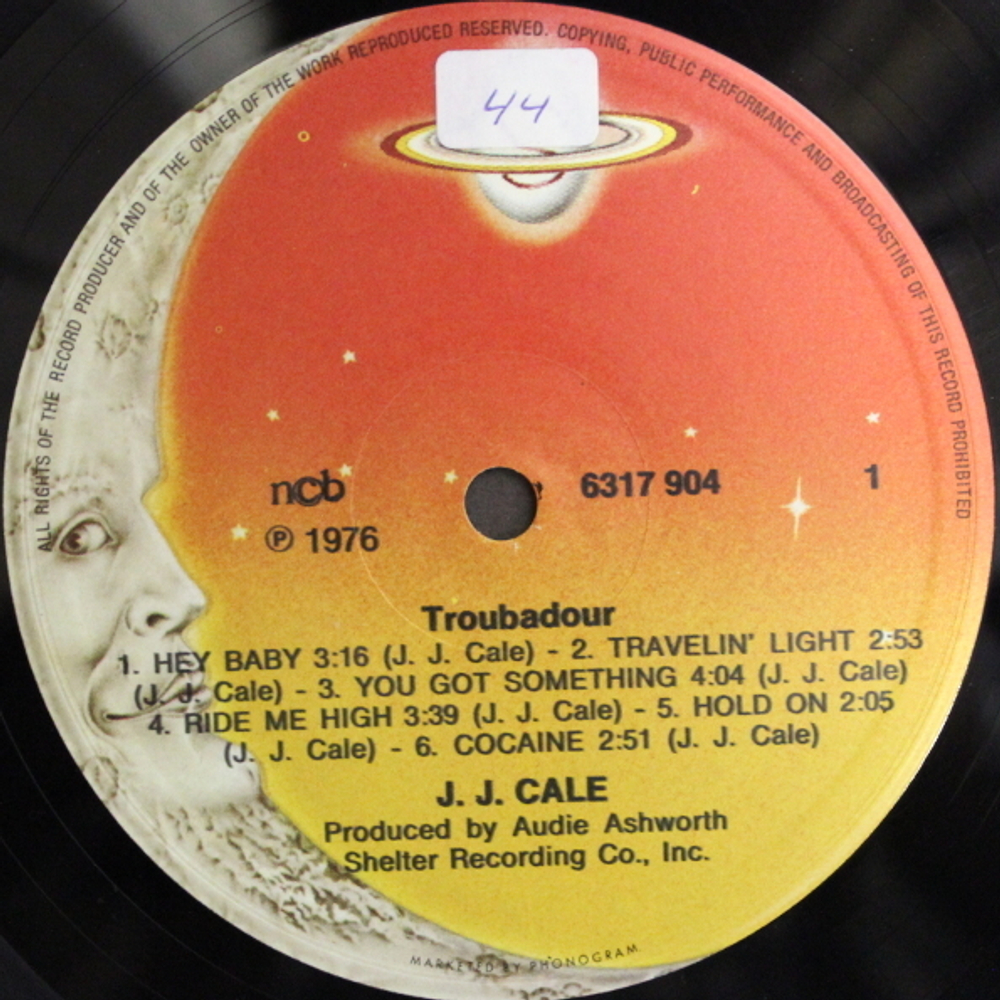 ALL RIGHTS OF THE RECORD PRODUCER AND OF THE OWNER OF THE WORK REPRODUCED RESERVED. COPYING, PUBLIC PERFORMANCE AND BROADCASTING OF THIS RECORD PROHIBITED
44
ncb 6317 904 1
℗ 1976
Troubadour
1. HEY BABY 3:16 (J. J. Cale) - 2. TRAVELIN' LIGHT 2:53
(J. J. Cale) - 3. YOU GOT SOMETHING 4:04 (J. J. Cale)
4. RIDE ME HIGH 3:39 (J. J. Cale) - 5. HOLD ON 2:05
(J. J. Cale) - 6. COCAINE 2:51 (J. J. Cale)
J. J. CALE
Produced by Audie Ashworth
Shelter Recording Co., Inc.
MARKETED BY PHONOGRAM